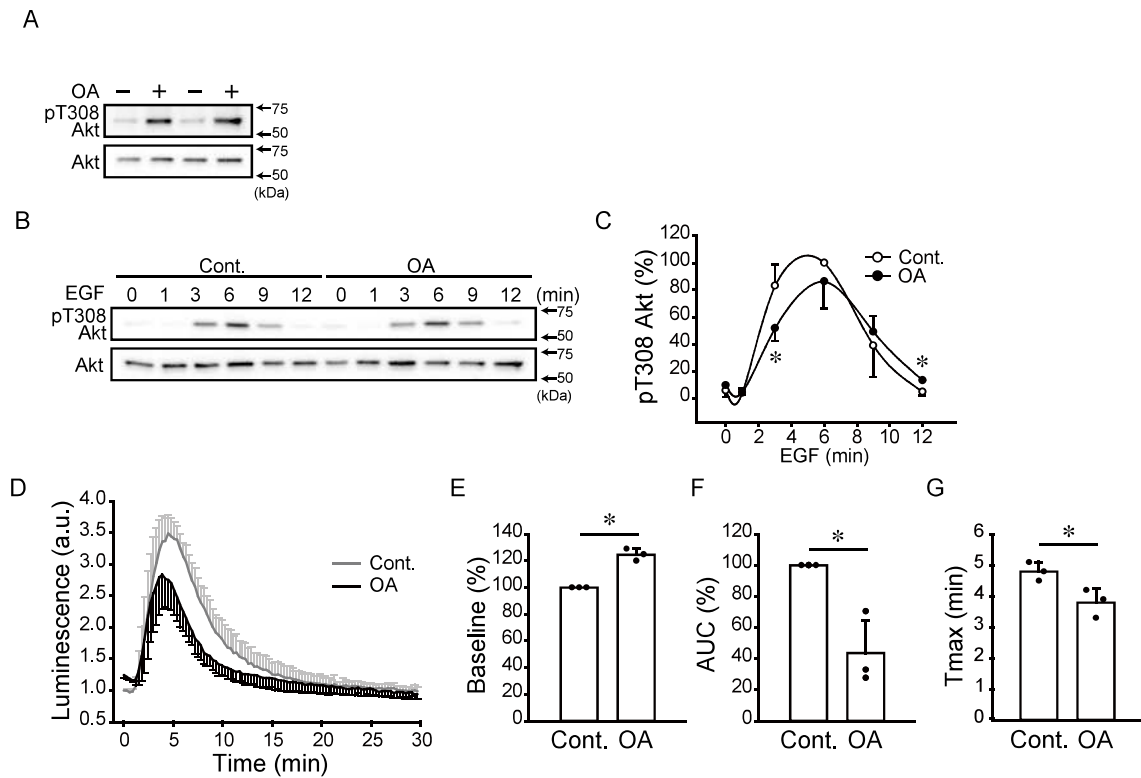 A
OA − + − +
pT308 Akt ←75 ←50
Akt ←75 ←50
(kDa)
B
Cont. OA
EGF 0 1 3 6 9 12 0 1 3 6 9 12 (min)
pT308 Akt ←75 ←50
Akt ←75 ←50
(kDa)
C
pT308 Akt (%)
120
100
80
60
40
20
0
Cont.
OA
*
*
0 2 4 6 8 10 12
EGF (min)
D
Luminescence (a.u.)
4.0
3.5
3.0
2.5
2.0
1.5
1.0
0.5
Cont.
OA
0 5 10 15 20 25 30
Time (min)
E
Baseline (%)
140
120
100
80
60
40
20
0
*
Cont. OA
F
AUC (%)
120
100
80
60
40
20
0
*
Cont. OA
G
Tmax (min)
6
5
4
3
2
1
0
*
Cont. OA